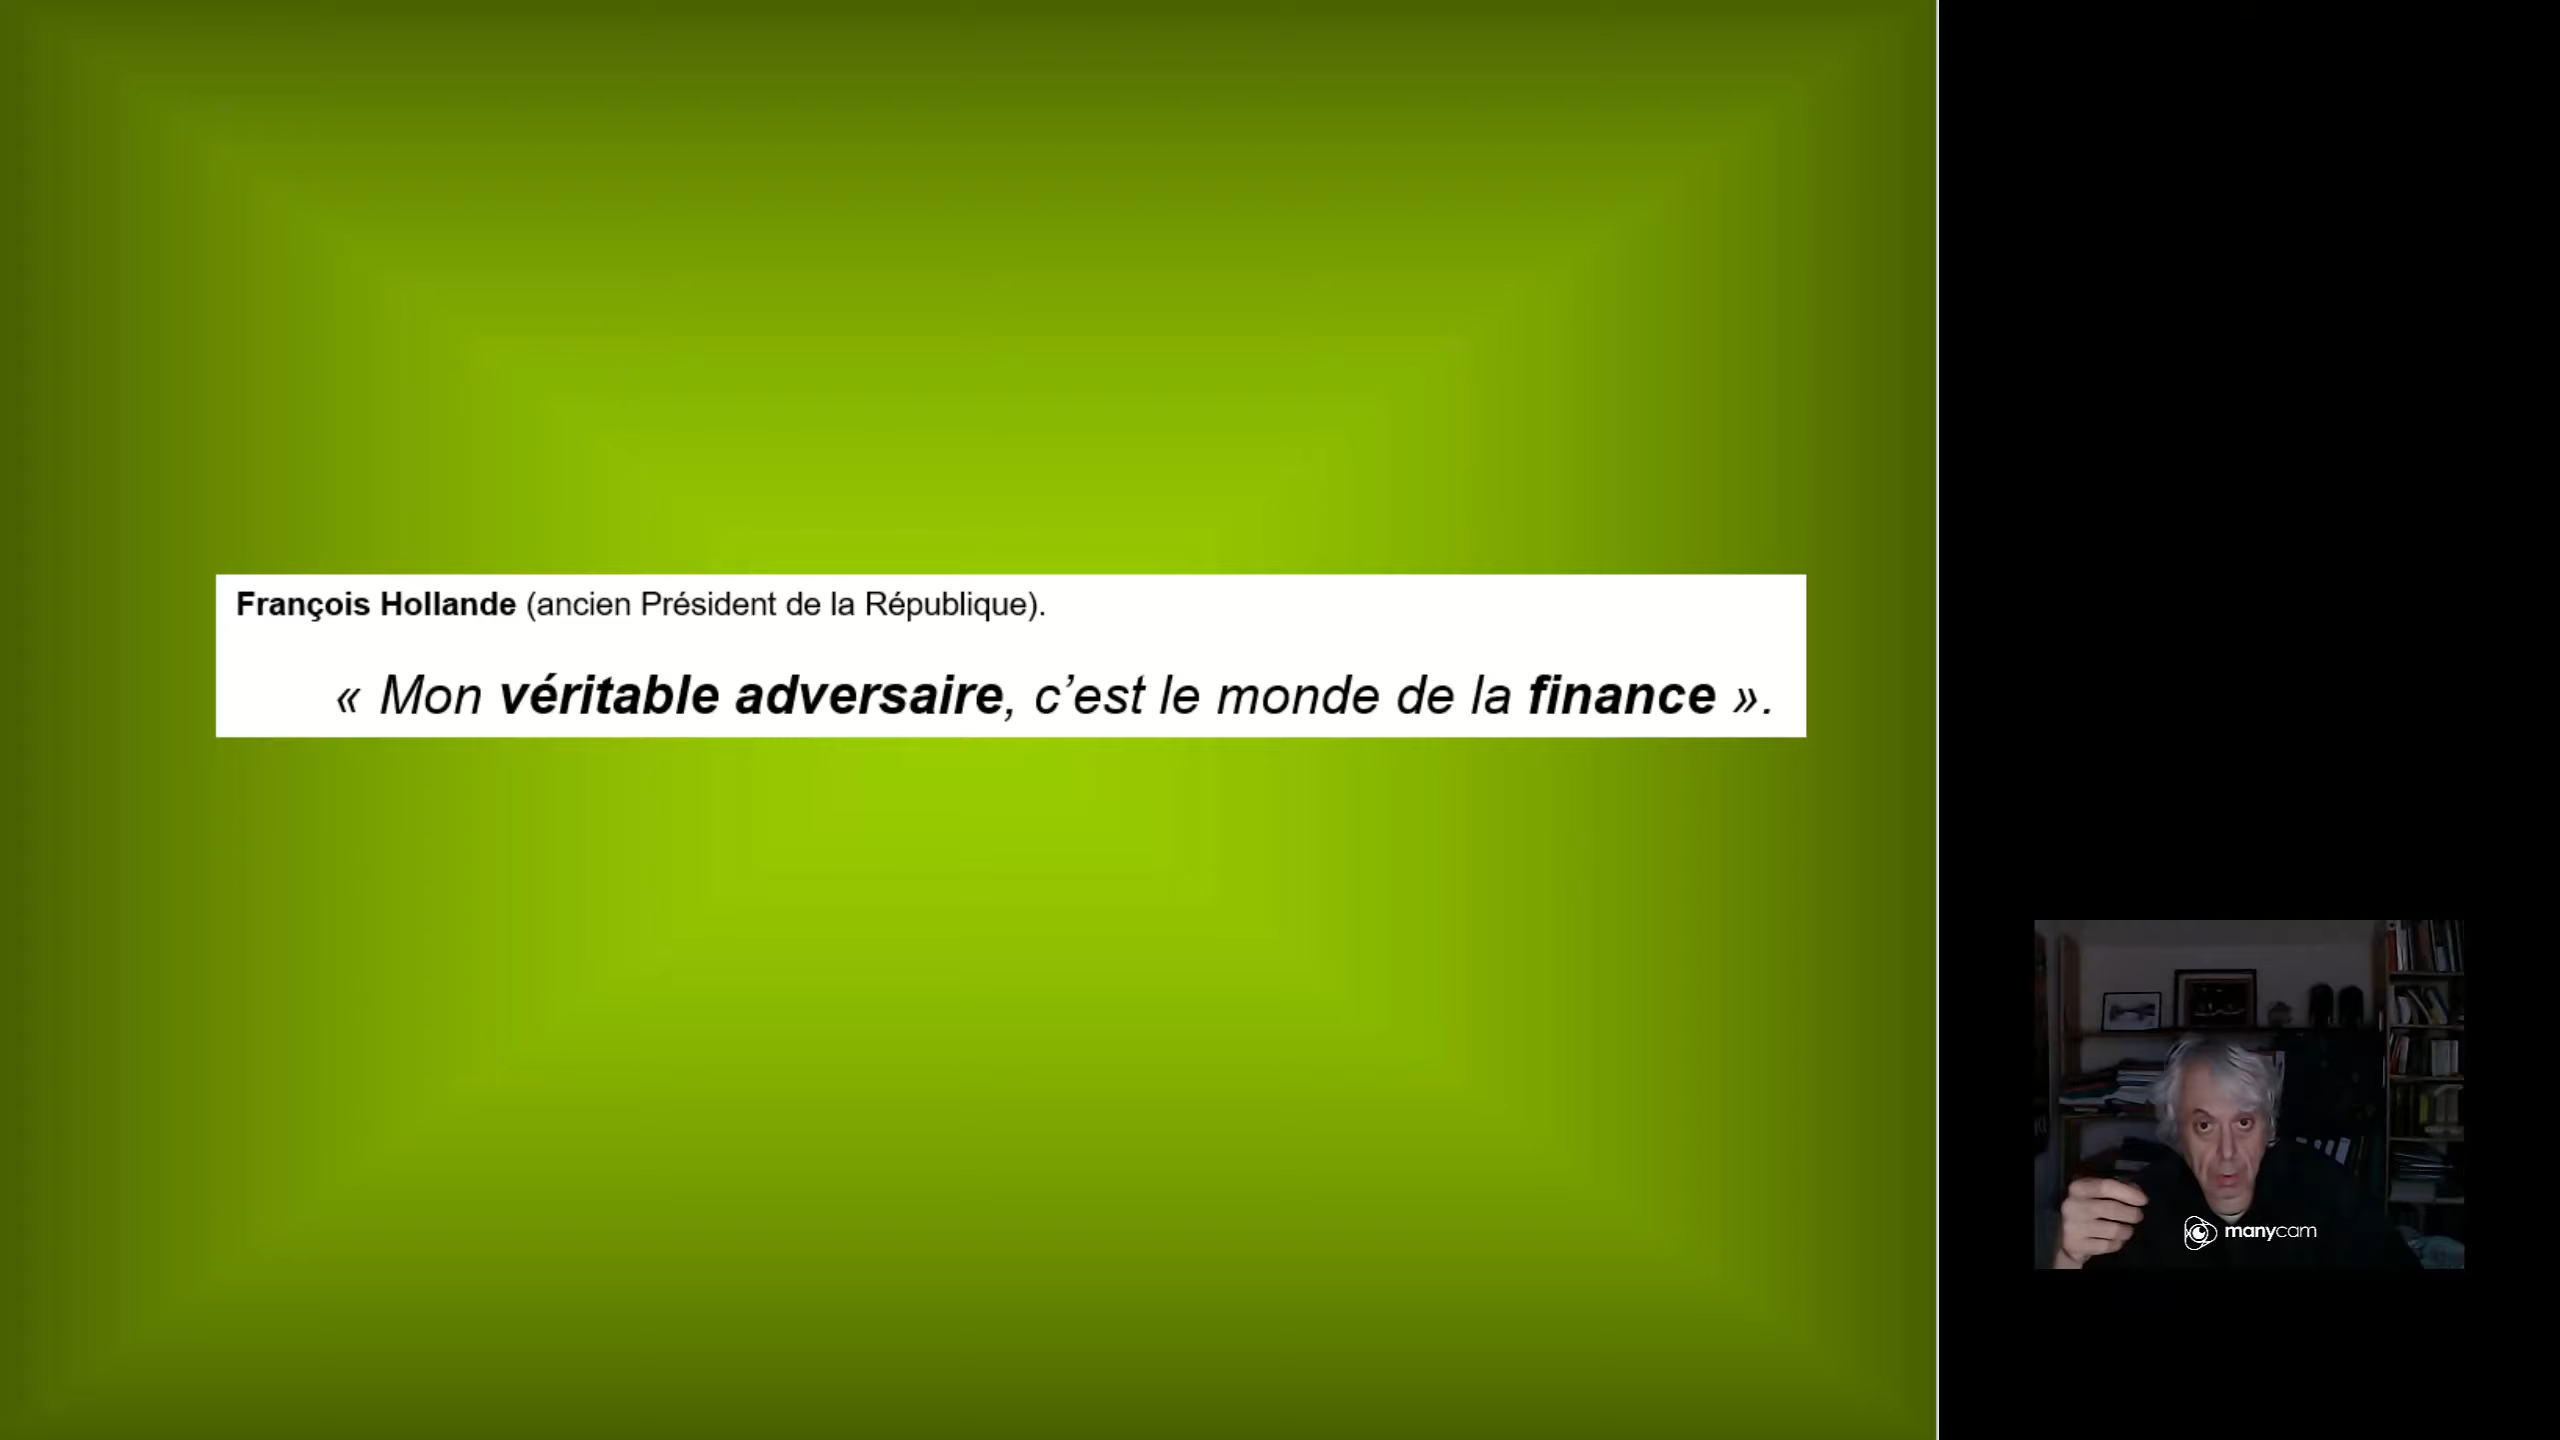 François Hollande (ancien Président de la République).
« Mon véritable adversaire, c’est le monde de la finance ».
manycam